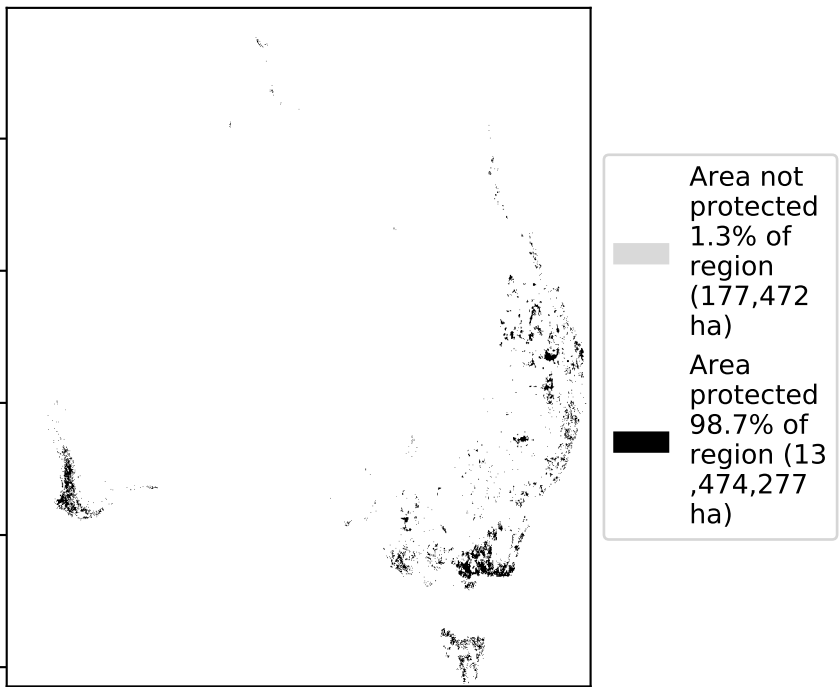 Area not
protected
1.3% of
region
(177,472
ha)
Area
protected
98.7% of
region (13
,474,277
ha)